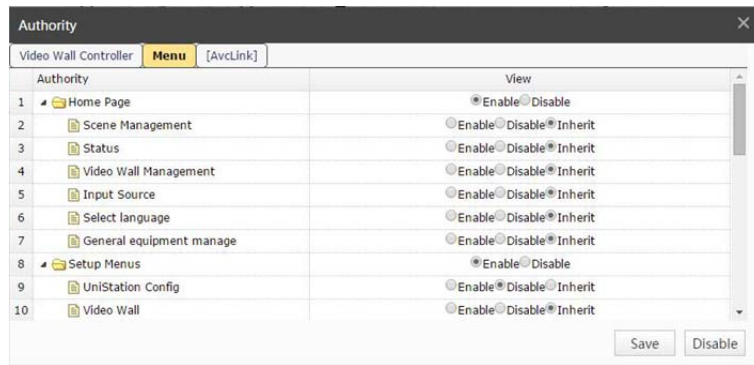 Authority
Video Wall Controller Menu [AvcLink]
Authority View
1 Home Page Enable Disable
2 Scene Management Enable Disable Inherit
3 Status Enable Disable Inherit
4 Video Wall Management Enable Disable Inherit
5 Input Source Enable Disable Inherit
6 Select language Enable Disable Inherit
7 General equipment manage Enable Disable Inherit
8 Setup Menus Enable Disable
9 UniStation Config Enable Disable Inherit
10 Video Wall Enable Disable Inherit
Save Disable